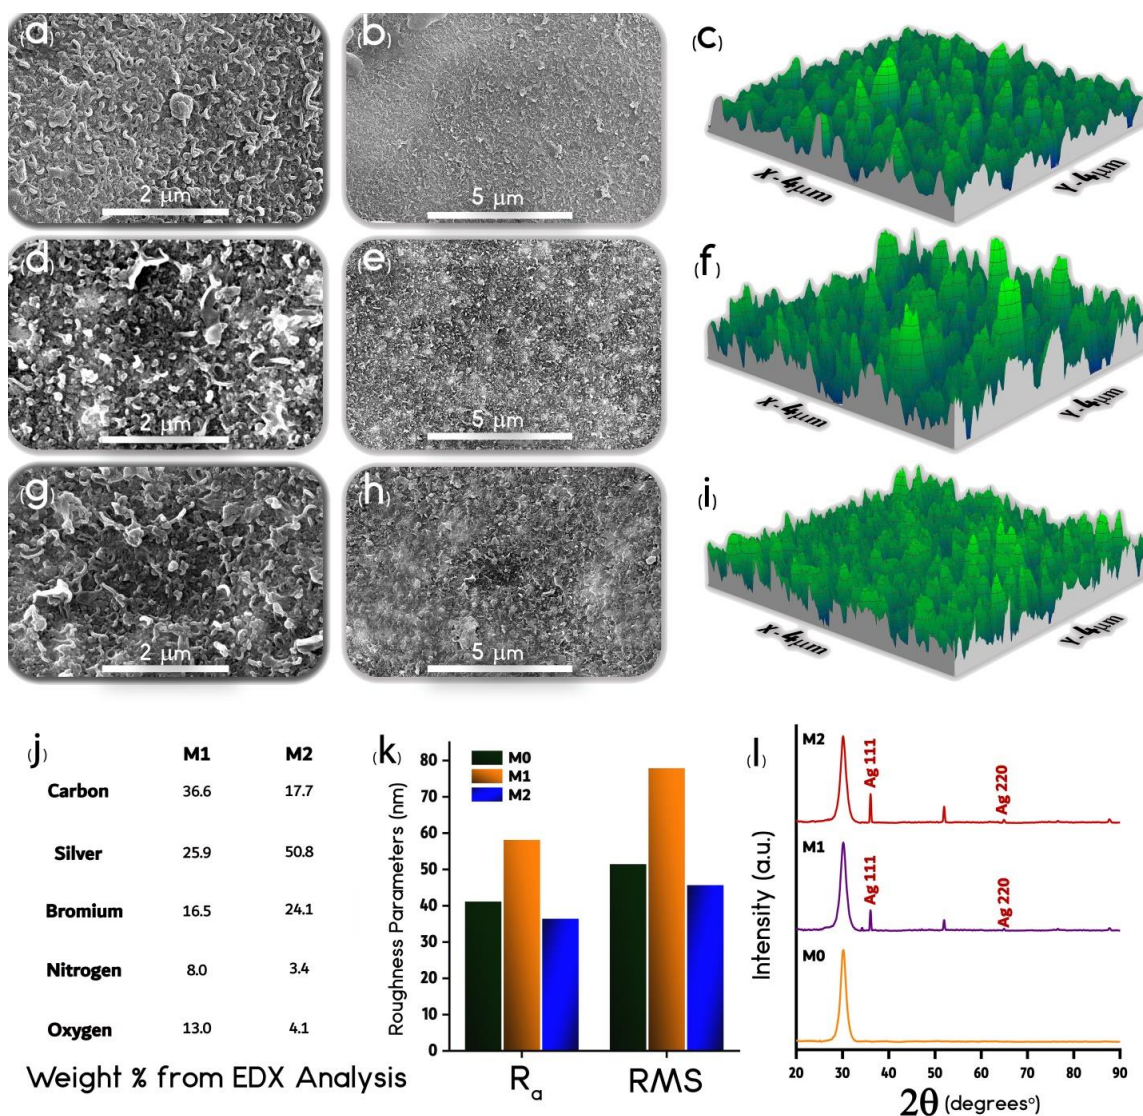 (a)
2 μm
(b)
5 μm
(c)
X-4μm
Y-4μm
(d)
2 μm
(e)
5 μm
(f)
X-4μm
Y-4μm
(g)
2 μm
(h)
5 μm
(i)
X-4μm
Y-4μm
(j)
M1 M2
Carbon 36.6 17.7
Silver 25.9 50.8
Bromium 16.5 24.1
Nitrogen 8.0 3.4
Oxygen 13.0 4.1
Weight % from EDX Analysis
(k)
Roughness Parameters (nm)
80
70
60
50
40
30
20
10
0
M0
M1
M2
Ra RMS
(l)
Intensity (a.u.)
M2
Ag 111
Ag 220
M1
Ag 111
Ag 220
M0
20 30 40 50 60 70 80 90
2θ (degrees°)